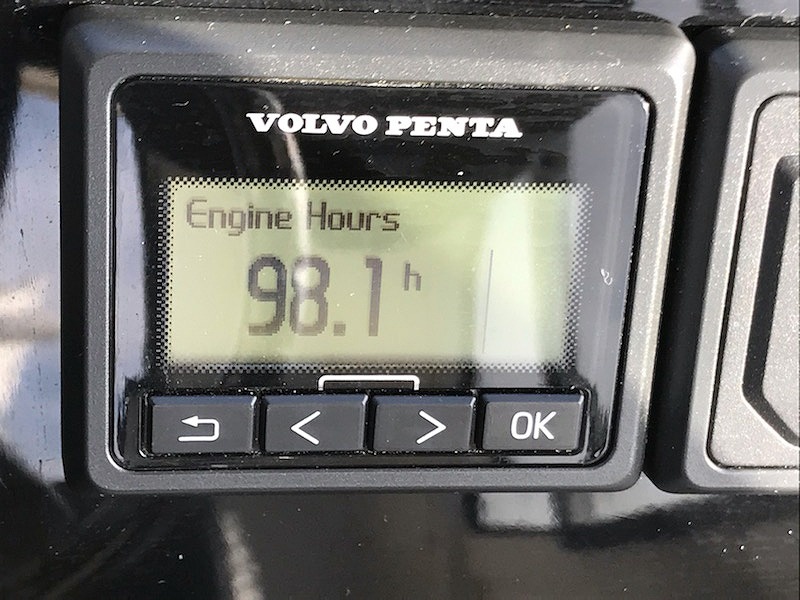 VOLVO PENTA
Engine Hours
98.1 h
< > OK